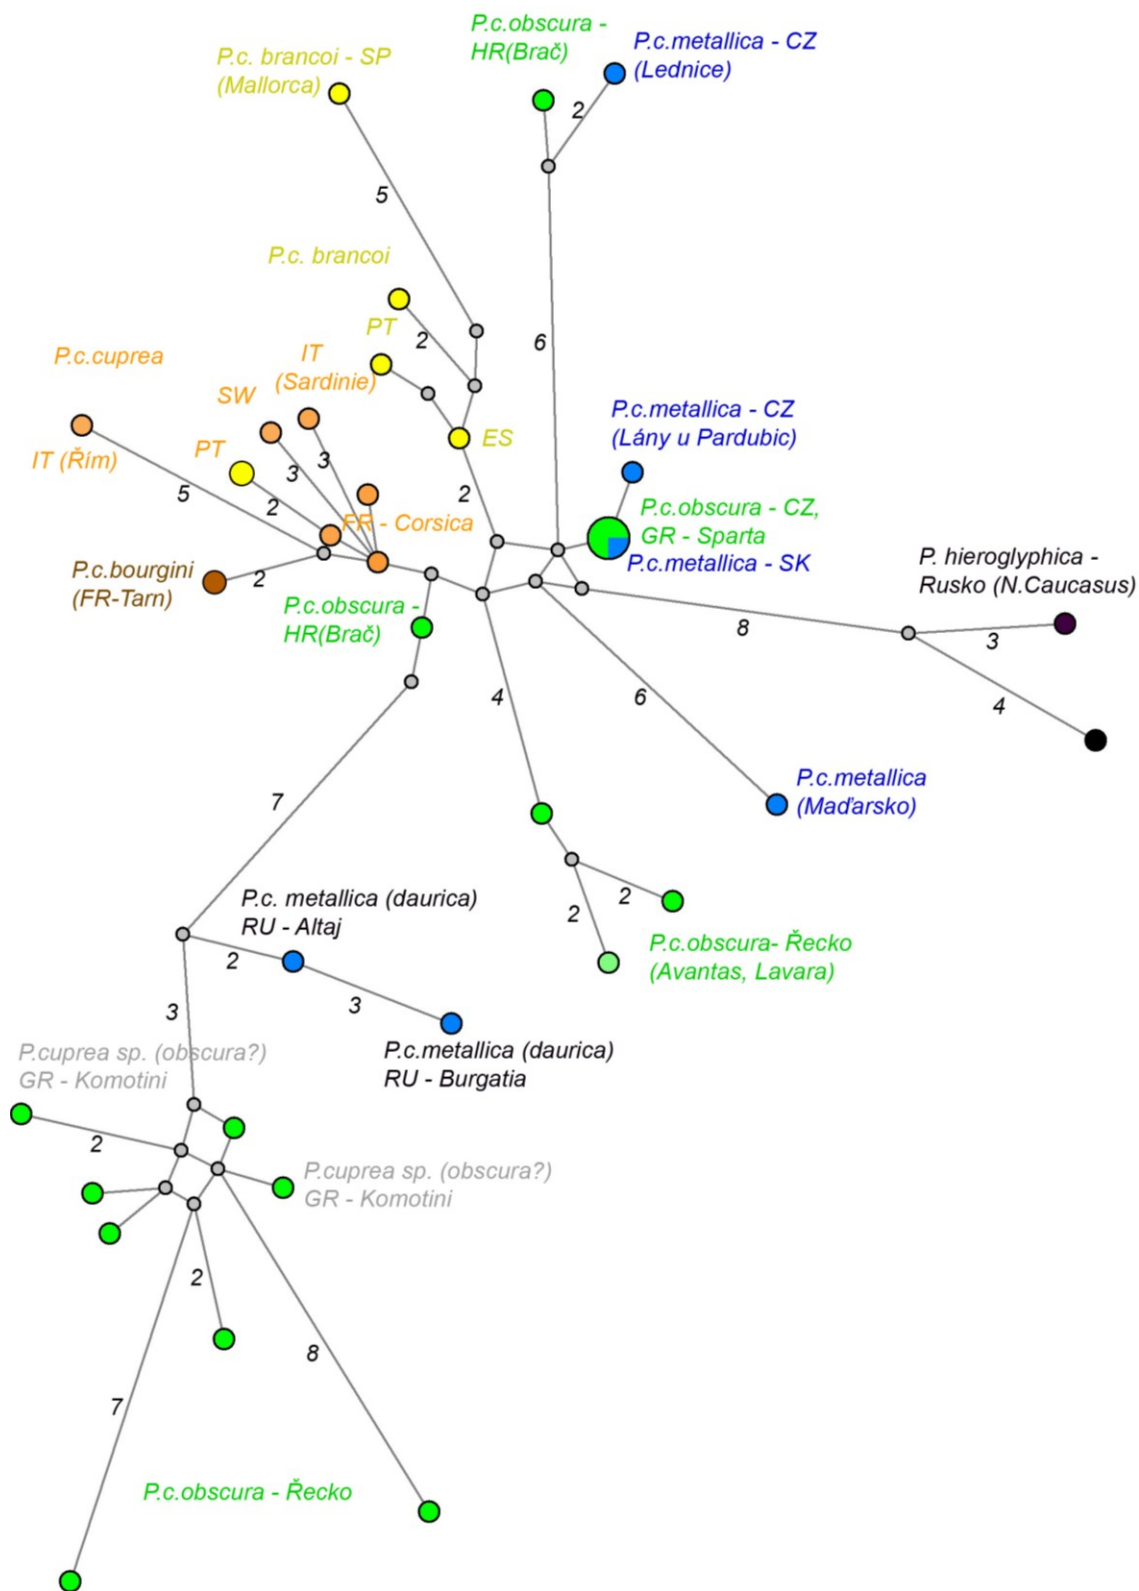 P.c.obscura -
HR(Brač)
P.c.metallica - CZ
(Lednice)
P.c. brancoi - SP
(Mallorca)
2
5
P.c. brancoi
PT
2
6
P.c.cuprea
IT
(Sardinie)
SW
P.c.metallica - CZ
(Lány u Pardubic)
IT (Řím)
PT
ES
3
3
5
2
2
FR - Corsica
P.c.obscura - CZ,
GR - Sparta
P.c.metallica - SK
P.c.bourgini
(FR-Tarn)
2
P. hieroglyphica -
Rusko (N.Caucasus)
P.c.obscura -
HR(Brač)
8
3
4
6
4
P.c.metallica
(Maďarsko)
7
P.c. metallica (daurica)
RU - Altaj
2
2
2
P.c.obscura- Řecko
(Avantas, Lavara)
2
3
3
P.cuprea sp. (obscura?)
GR - Komotini
P.c.metallica (daurica)
RU - Burgatia
2
P.cuprea sp. (obscura?)
GR - Komotini
2
8
7
P.c.obscura - Řecko